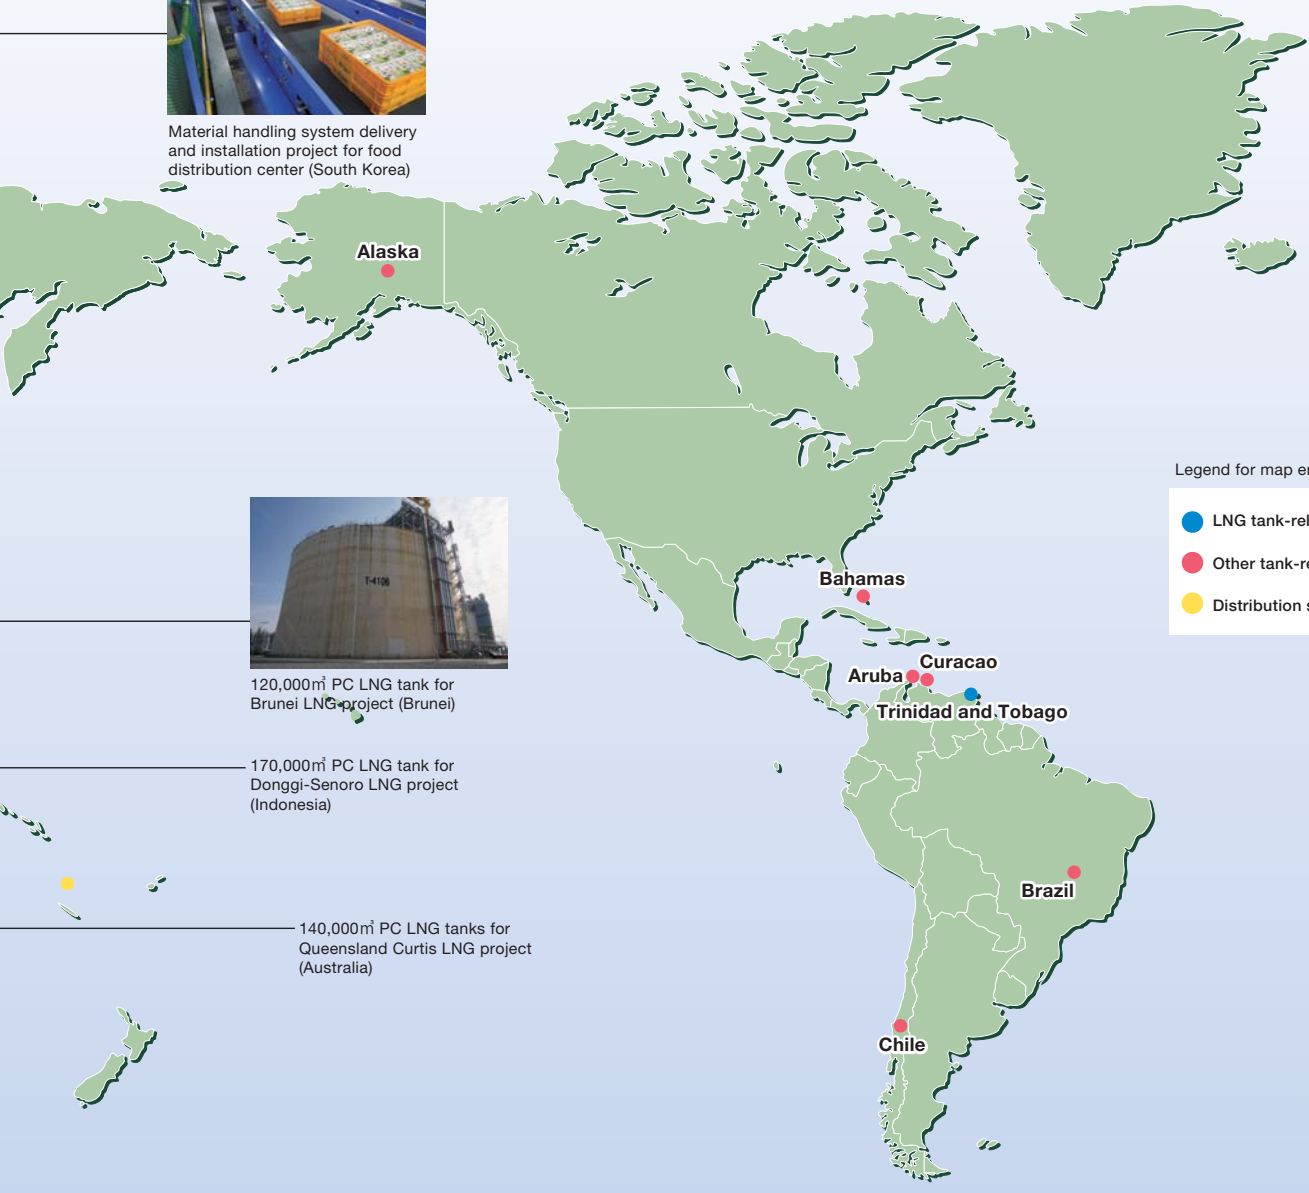 Material handling system delivery
and installation project for food
distribution center (South Korea)
Alaska
Legend for map
LNG
Other
Distribution
T-4106
Bahamas
120,000㎥ PC LNG tank for
Brunei LNG project (Brunei)
Curacao
Aruba
Trinidad and Tobago
170,000㎥ PC LNG tank for
Donggi-Senoro LNG project
(Indonesia)
Brazil
140,000㎥ PC LNG tanks for
Queensland Curtis LNG project
(Australia)
Chile